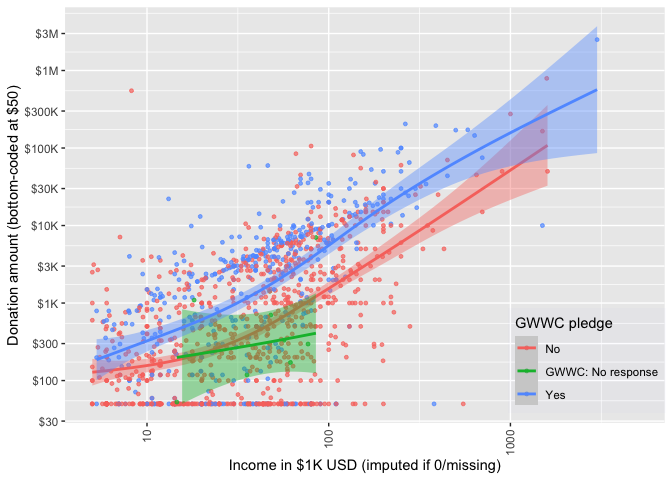 Donation amount (bottom-coded at $50)
$3M
$1M
$300K
$100K
$30K
$10K
$3K
$1K
$300
$100
$30
10
100
1000
Income in $1K USD (imputed if 0/missing)
GWWC pledge
No
GWWC: No response
Yes